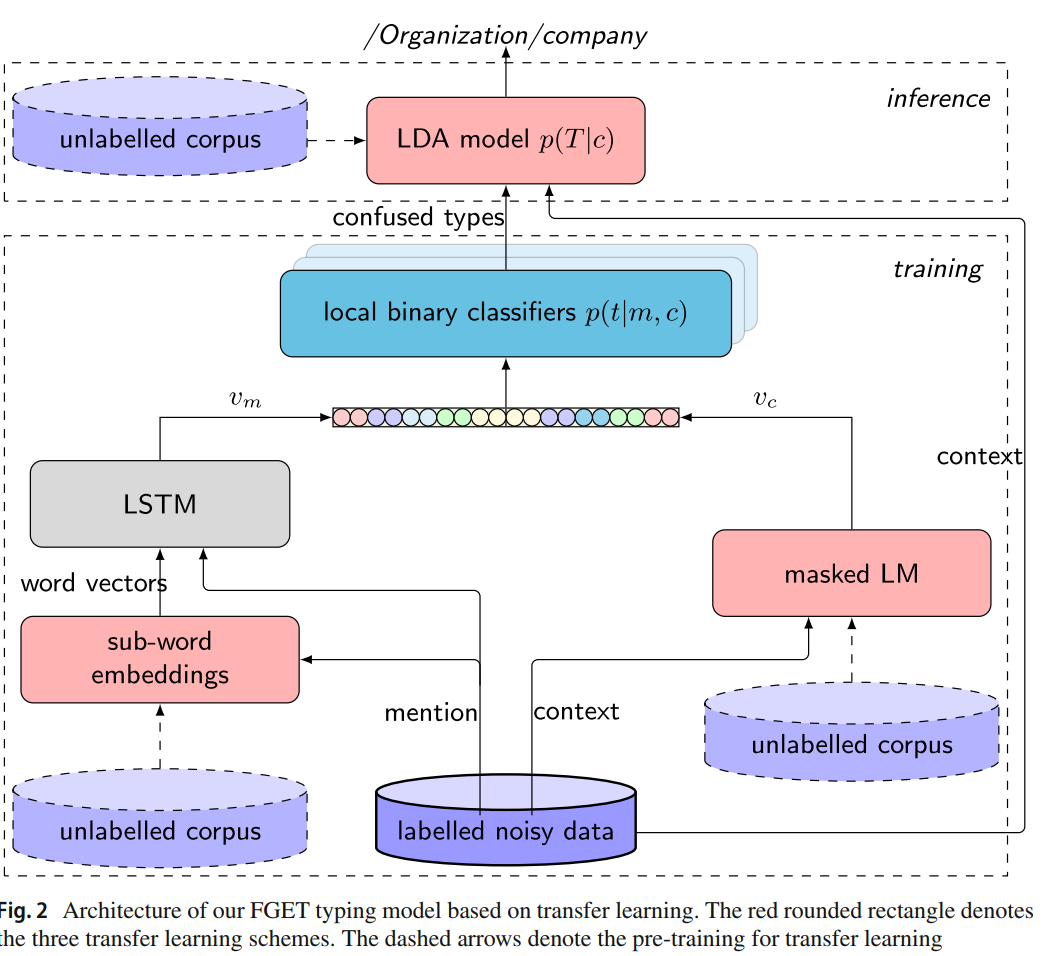 /Organization/company
inference
unlabelled corpus
LDA model p(T|c)
confused types
training
local binary classifiers p(t|m, c)
v_m
v_c
context
LSTM
masked LM
word vectors
sub-word
embeddings
mention
context
unlabelled corpus
unlabelled corpus
labelled noisy data
Fig. 2 Architecture of our FGET typing model based on transfer learning. The red rounded rectangle denotes
the three transfer learning schemes. The dashed arrows denote the pre-training for transfer learning